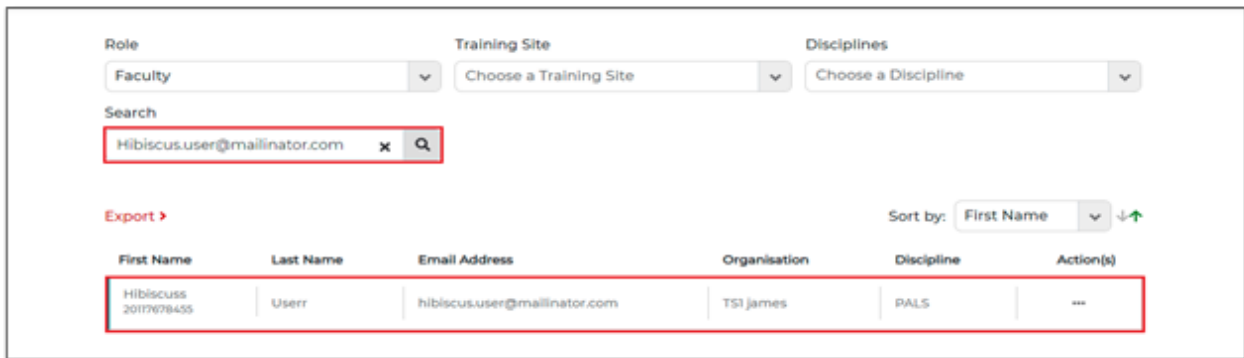 Role Training Site Disciplines
Faculty Choose a Training Site Choose a Discipline
Search
Hibiscus.user@mailinator.com
Export
Sort by: First Name
First Name Last Name Email Address Organisation Discipline Action(s)
Hibiscuss
20117678455 Userr hibiscus.user@mailinator.com TS1 james PALS ...